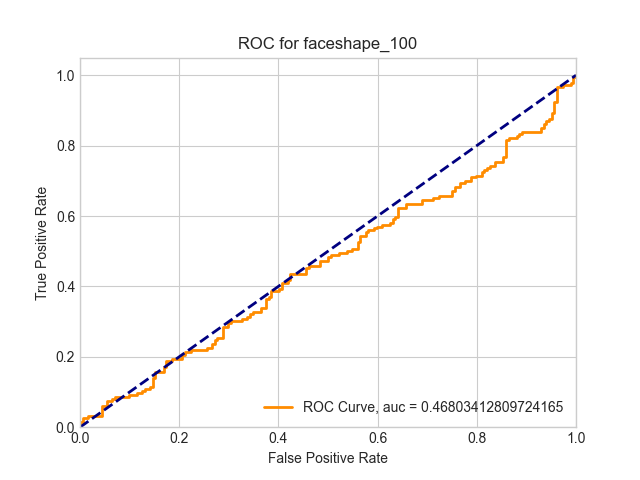 ROC for faceshape_100
True Positive Rate
1.0
0.8
0.6
0.4
0.2
0.0
ROC Curve, auc = 0.46803412809724165
0.0 0.2 0.4 0.6 0.8 1.0
False Positive Rate